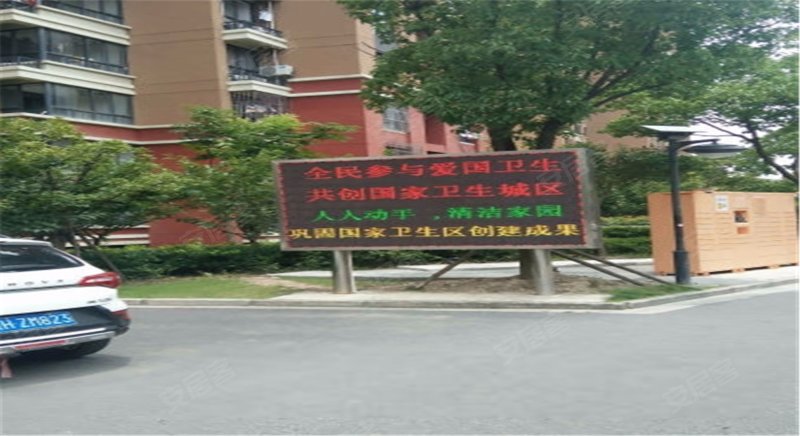 全民参与爱国卫生
共创国家卫生城区
人人动手，清洁家园
巩固国家卫生区创建成果
ZM823